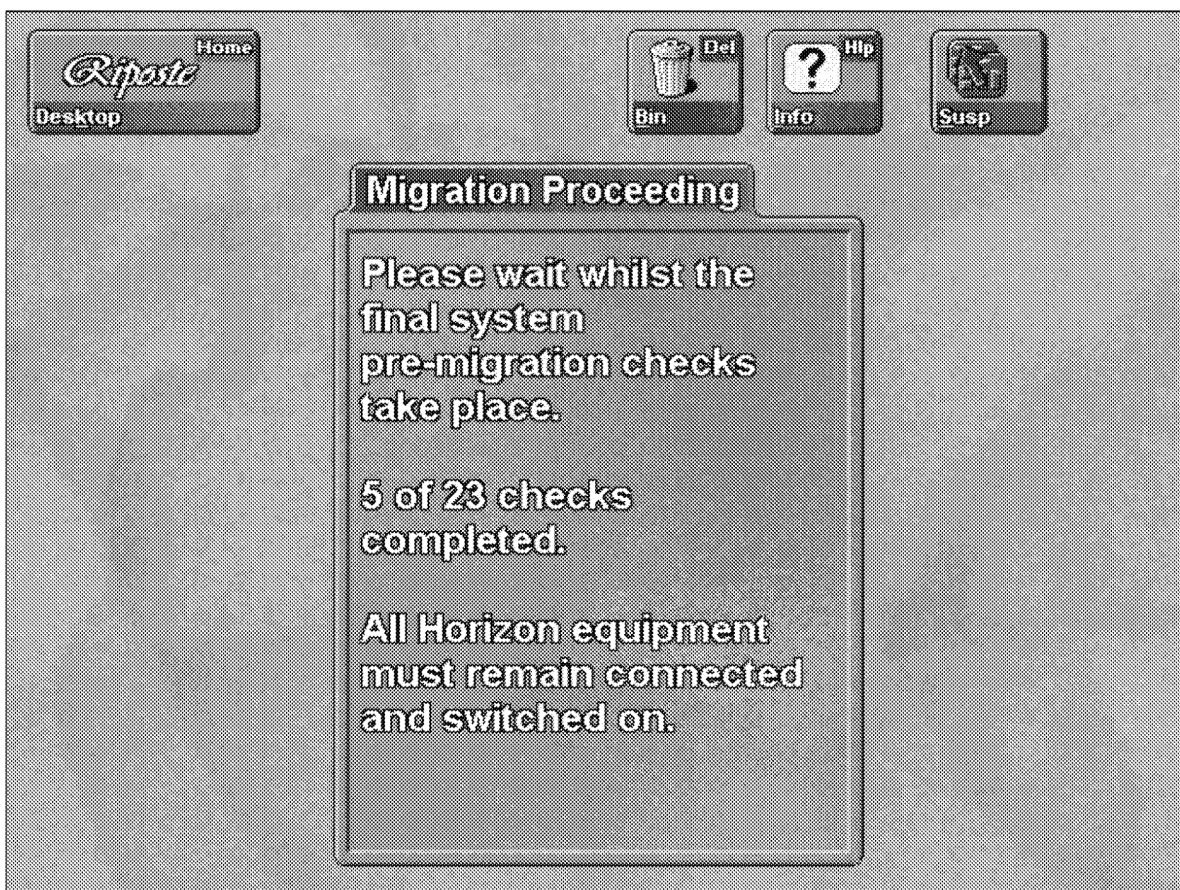 Home
Riposte
Desktop
Del
Bin
Hlp
?
Info
Susp
Migration Proceeding
Please wait whilst the
final system
pre-migration checks
take place.
5 of 23 checks
completed.
All Horizon equipment
must remain connected
and switched on.